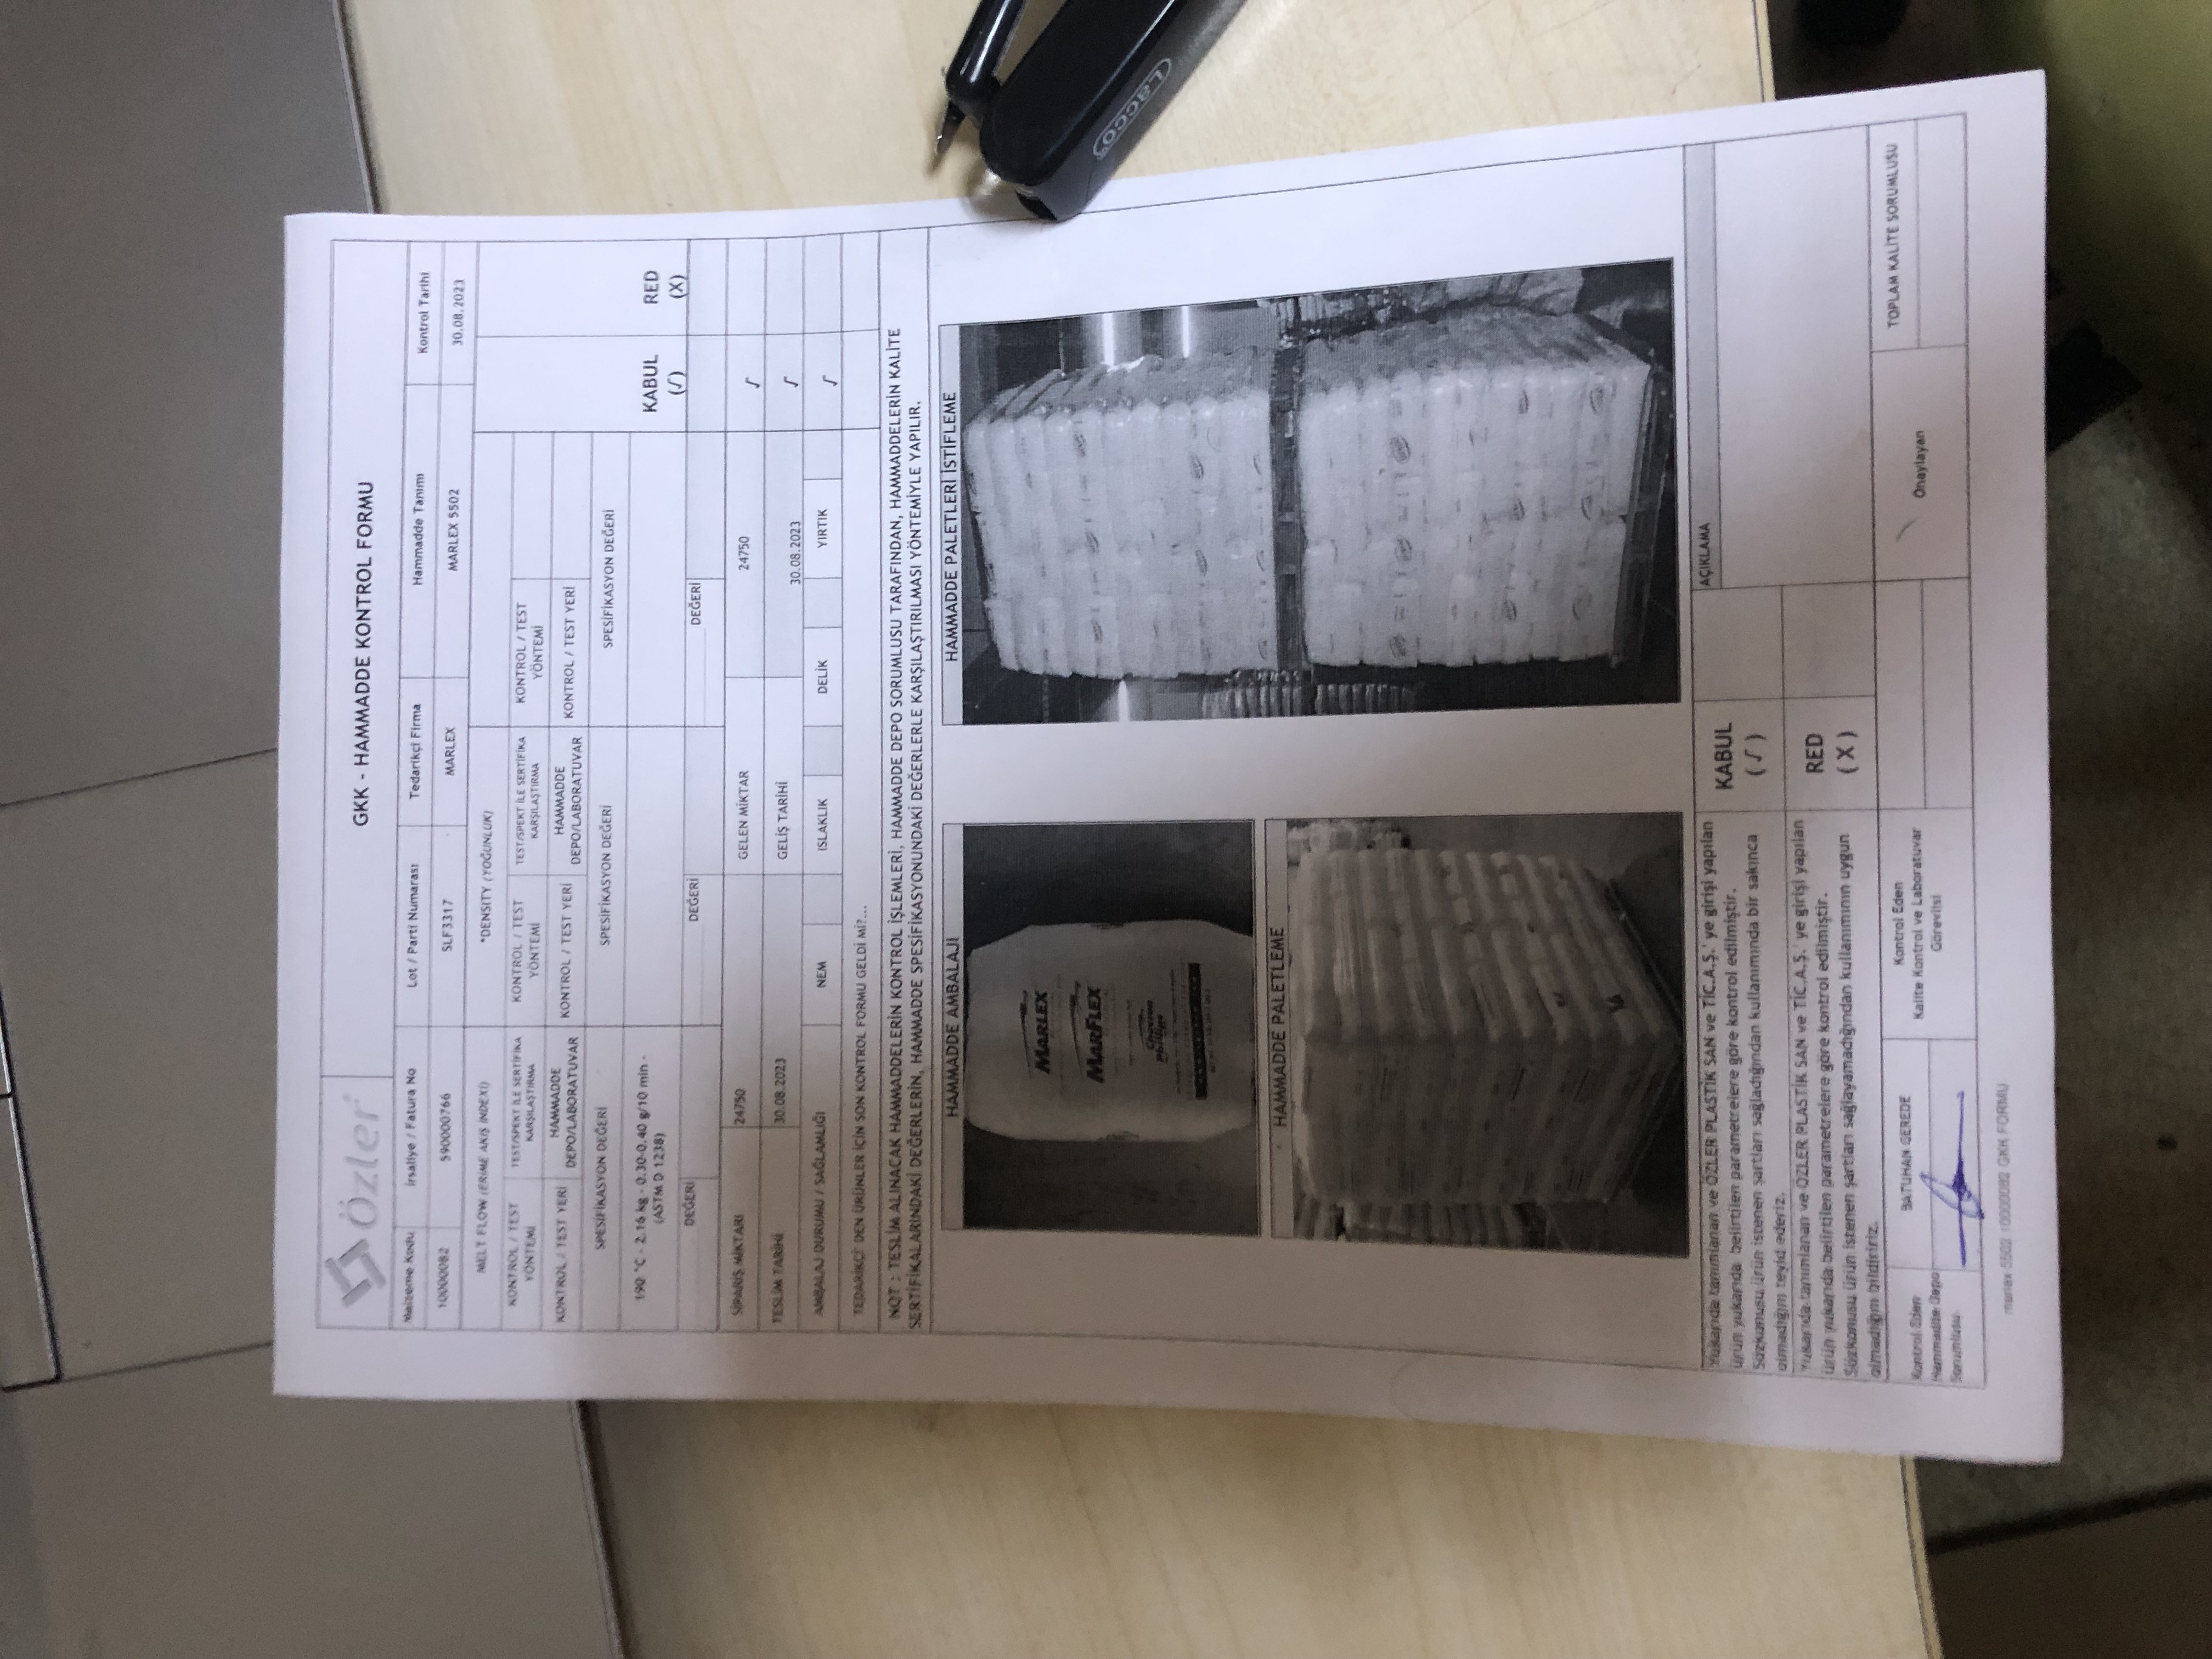 Özler
GKK - HAMMADDE KONTROL FORMU
Malzeme Kodu
İrsaliye / Fatura No
Lot / Parti Numarası
Tedarikçi Firma
Hammadde Tanımı
Kontrol Tarihi
10000082
590000766
SLF3317
MARLEX
MARLEX 5502
30.08.2023
MELT FLOW (ERİME AKIŞ İNDEXİ)
*DENSITY (YOĞUNLUK)
KONTROL / TEST
YÖNTEMİ
TEST/SPEKT İLE SERTİFİKA
KARŞILAŞTIRMA
KONTROL / TEST
YÖNTEMİ
TEST/SPEKT İLE SERTİFİKA
KARŞILAŞTIRMA
KONTROL / TEST
YÖNTEMİ
KONTROL / TEST YERİ
HAMMADDE
DEPO/LABORATUVAR
KONTROL / TEST YERİ
HAMMADDE
DEPO/LABORATUVAR
KONTROL / TEST YERİ
SPESİFİKASYON DEĞERİ
SPESİFİKASYON DEĞERİ
SPESİFİKASYON DEĞERİ
190 °C - 2.16 kg - 0.30-0.40 g/10 min -
(ASTM D 1238)
KABUL
(√)
RED
(X)
DEĞERİ
DEĞERİ
DEĞERİ
SİPARİŞ MİKTARI
24750
GELEN MİKTAR
24750
√
TESLİM TARİHİ
30.08.2023
GELİŞ TARİHİ
30.08.2023
√
AMBALAJ DURUMU / SAĞLAMLIĞI
NEM
ISLAKLIK
DELİK
YIRTIK
√
TEDARİKÇİ' DEN ÜRÜNLER İÇİN SON KONTROL FORMU GELDİ Mİ?...
NOT : TESLİM ALINACAK HAMMADDELERİN KONTROL İŞLEMLERİ, HAMMADDE DEPO SORUMLUSU TARAFINDAN, HAMMADDELERİN KALİTE
SERTİFİKALARINDAKİ DEĞERLERİN, HAMMADDE SPESİFİKASYONUNDAKİ DEĞERLERLE KARŞILAŞTIRILMASI YÖNTEMİYLE YAPILIR.
HAMMADDE AMBALAJI
HAMMADDE PALETLERİ İSTİFLEME
MARLEX
MARFLEX
Chevron
Phillips
HAMMADDE PALETLEME
Lacco
Yukarıda tanımlanan ve ÖZLER PLASTİK SAN ve TİC.A.Ş.' ye girişi yapılan
ürün yukarıda belirtilen parametrelere göre kontrol edilmiştir.
Sözkonusu ürün istenen şartları sağladığından kullanımında bir sakınca
olmadığını teyid ederiz.
KABUL
(√)
AÇIKLAMA
Yukarıda tanımlanan ve ÖZLER PLASTİK SAN ve TİC.A.Ş.' ye girişi yapılan
ürün yukarıda belirtilen parametrelere göre kontrol edilmiştir.
Sözkonusu ürün istenen şartları sağlayamadığından kullanımının uygun
olmadığını bildiririz.
RED
(X)
Kontrol Eden
Hammadde Depo
Sorumlusu
BATUHAN GEREDE
Kontrol Eden
Kalite Kontrol ve Laboratuvar
Görevlisi
Onaylayan
TOPLAM KALİTE SORUMLUSU
marlex 5502 10000082 GKK FORMU